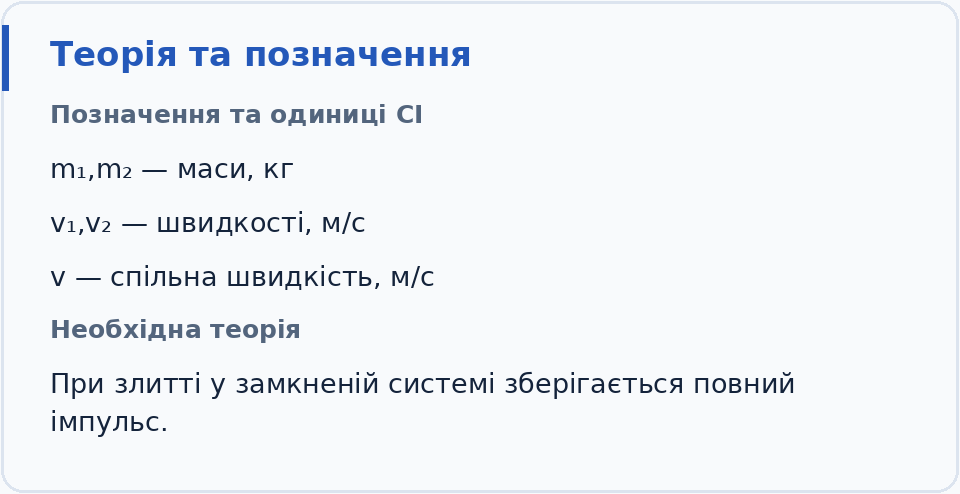 Теорія та позначення
Позначення та одиниці СІ
m₁,m₂ — маси, кг
v₁,v₂ — швидкості, м/с
v — спільна швидкість, м/с
Необхідна теорія
При злитті у замкненій системі зберігається повний
імпульс.